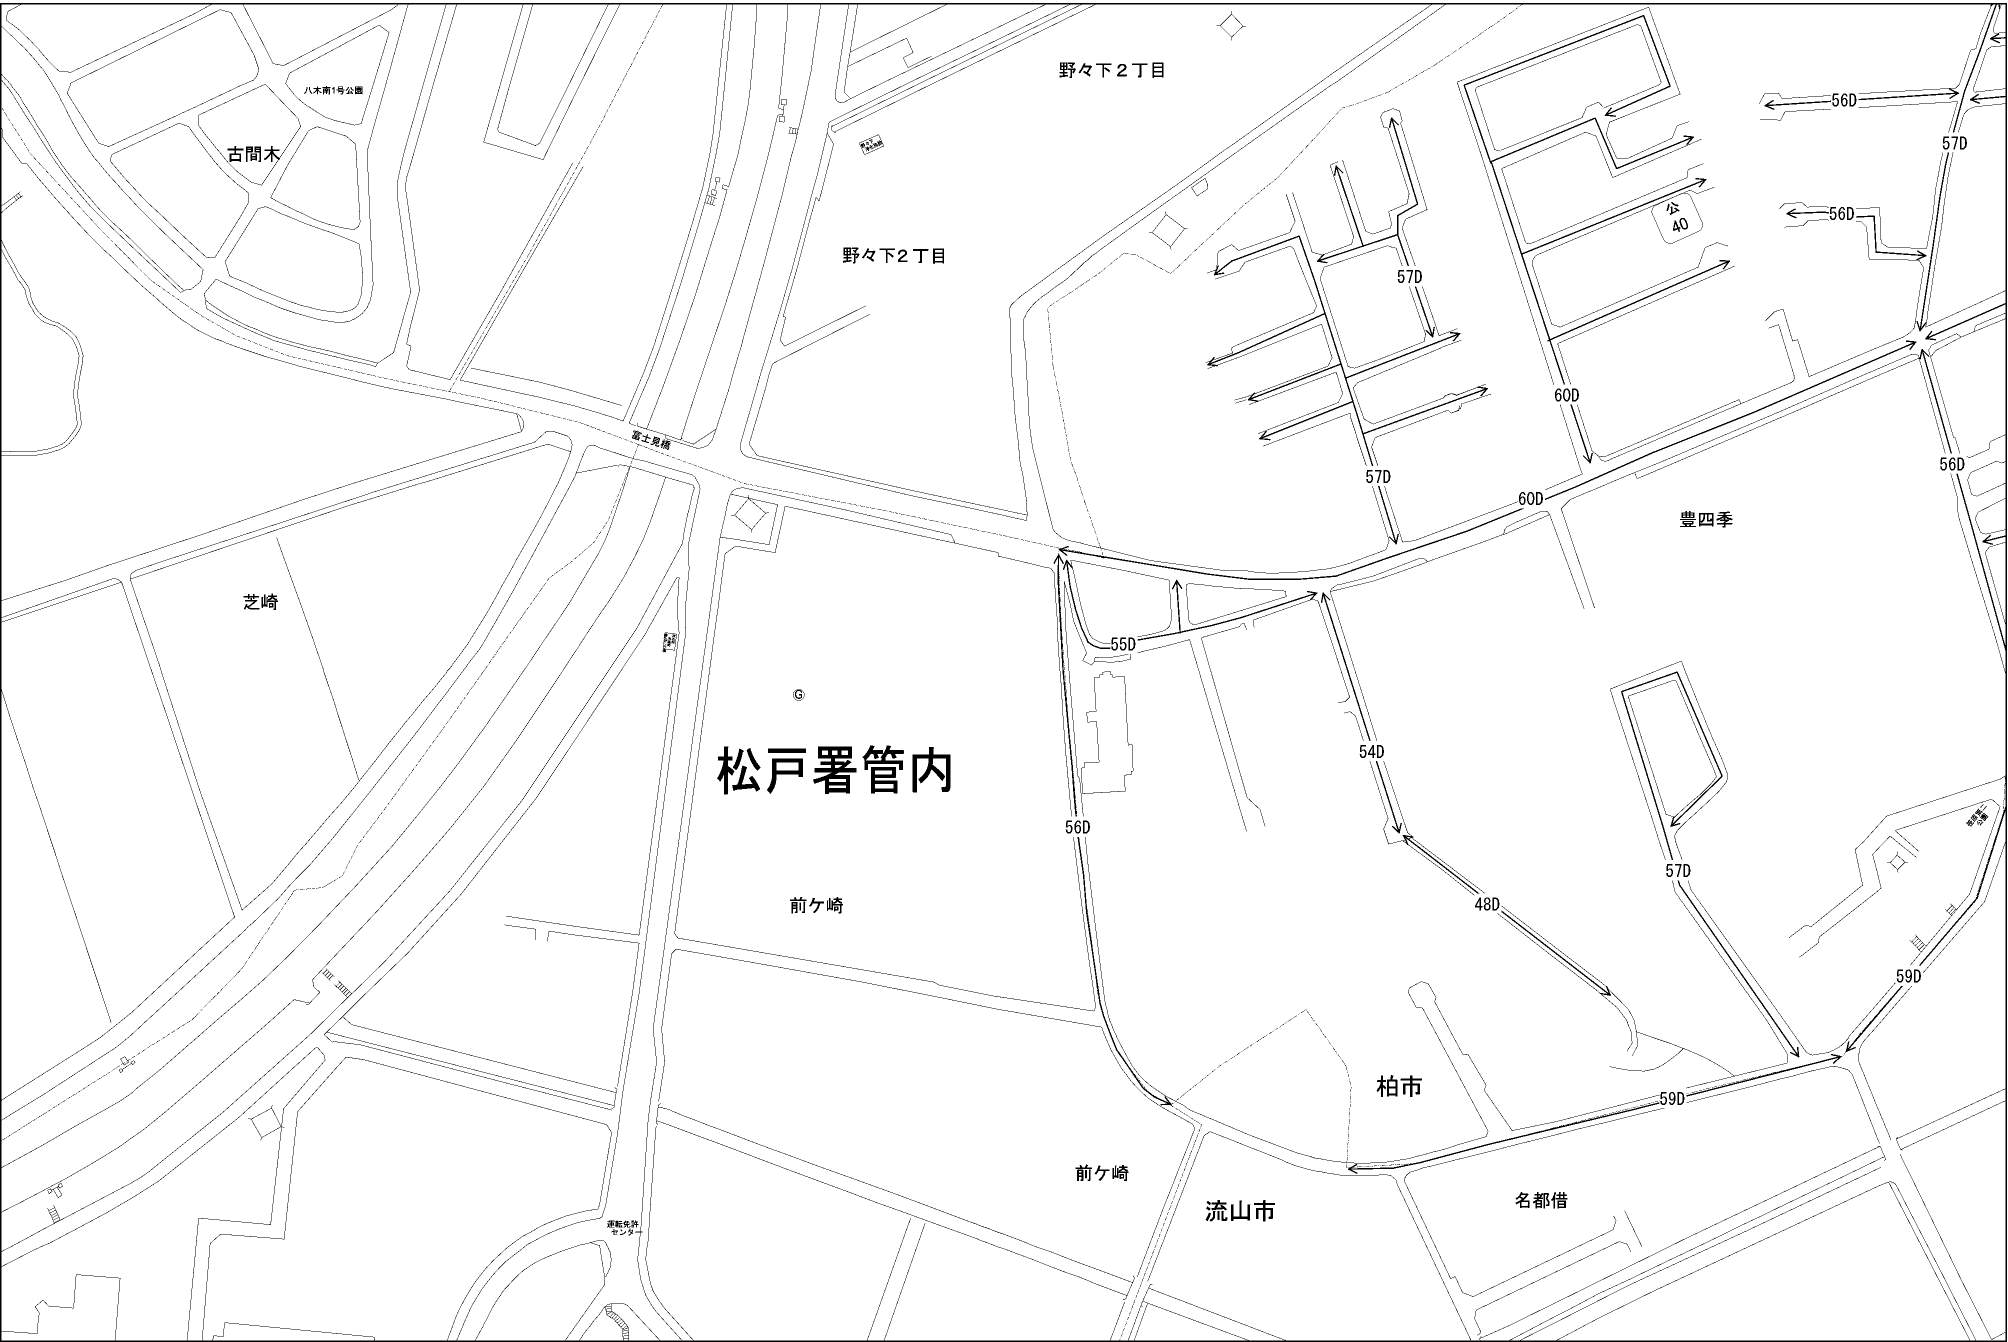 野々下２丁目
八木南1号公園
56D
57D
古間木
56D
公
40
野々下２丁目
57D
60D
富士見橋
56D
57D
60D
豊四季
芝崎
55D
G
54D
松戸署管内
56D
57D
48D
前ケ崎
59D
柏市
59D
前ケ崎
名都借
流山市
運転免許
センター